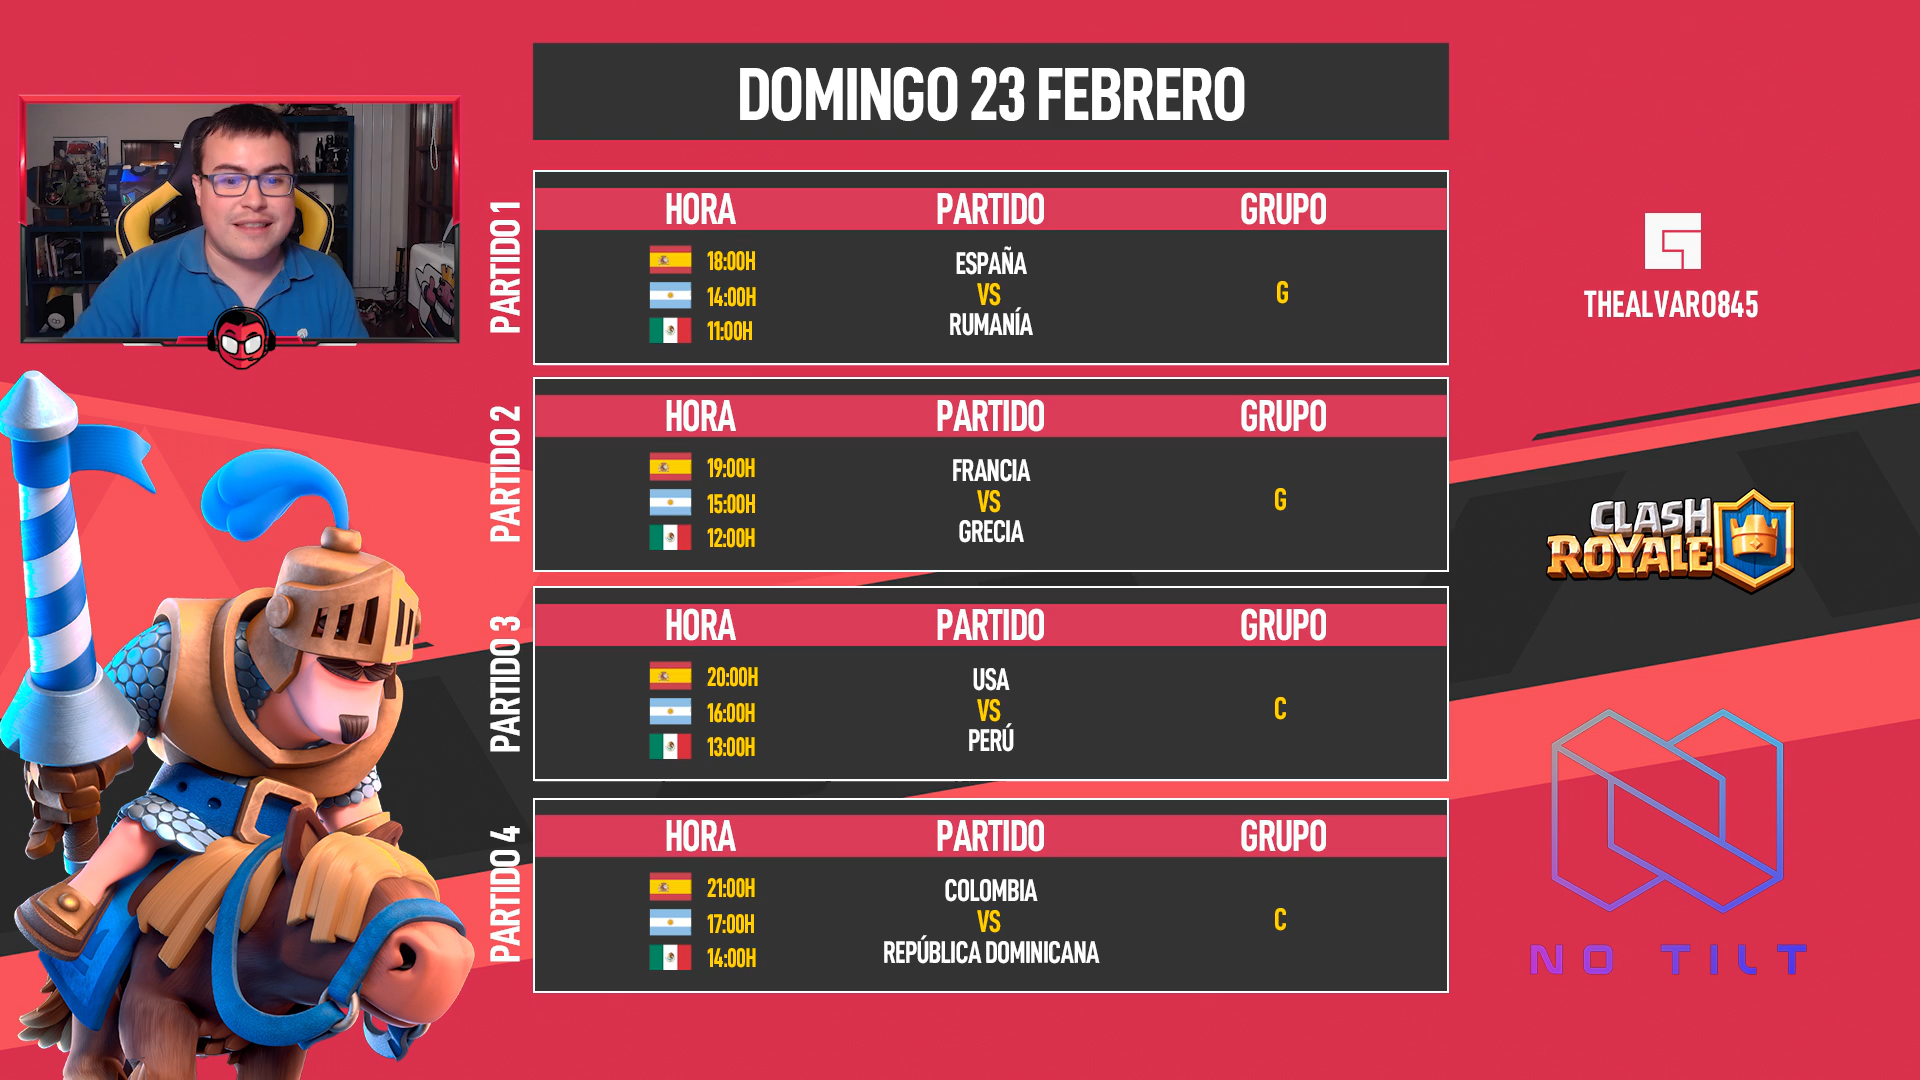 DOMINGO 23 FEBRERO
PARTIDO 1
HORA PARTIDO GRUPO
18:00H
14:00H
11:00H
ESPAÑA
VS
RUMANÍA
G
PARTIDO 2
HORA PARTIDO GRUPO
19:00H
15:00H
12:00H
FRANCIA
VS
GRECIA
G
PARTIDO 3
HORA PARTIDO GRUPO
20:00H
16:00H
13:00H
USA
VS
PERÚ
C
PARTIDO 4
HORA PARTIDO GRUPO
21:00H
17:00H
14:00H
COLOMBIA
VS
REPÚBLICA DOMINICANA
C
THEALVARO845
CLASH
ROYALE
NO TILT